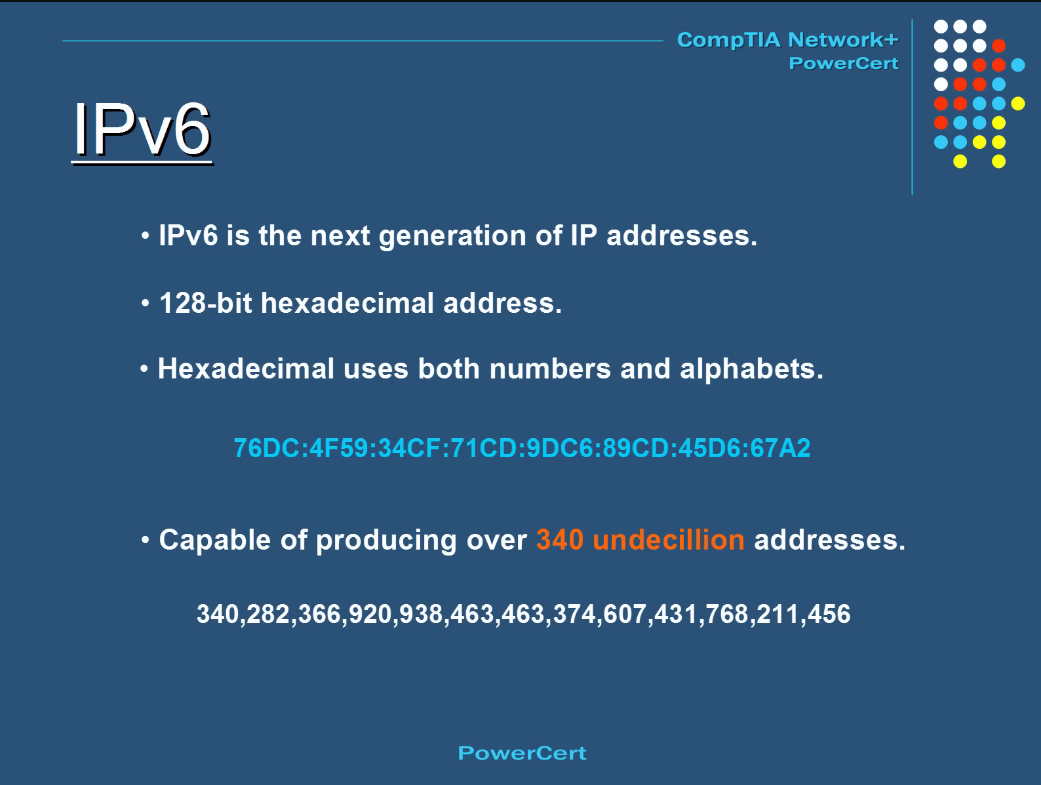 CompTIA Network+
PowerCert
IPv6
• IPv6 is the next generation of IP addresses.
• 128-bit hexadecimal address.
• Hexadecimal uses both numbers and alphabets.
76DC:4F59:34CF:71CD:9DC6:89CD:45D6:67A2
• Capable of producing over 340 undecillion addresses.
340,282,366,920,938,463,463,374,607,431,768,211,456
PowerCert